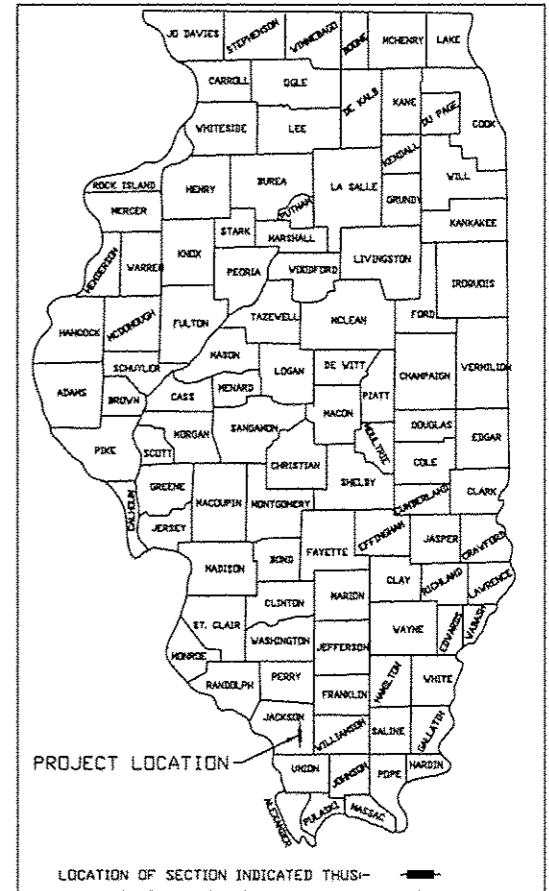 JO DAVIES
STEPHENSON
WINNEBAGO
BOONE
MCHENRY
LAKE
CARROLL
OGLE
DE KALB
KANE
DU PAGE
COOK
WHITESIDE
LEE
KENDALL
WILL
ROCK ISLAND
HENRY
BUREA
PUTNAM
LA SALLE
GRUNDY
MERCER
KANKAKEE
STARK
MARSHALL
HENDERSON
WARREN
KNOX
PEORIA
WOODFORD
LIVINGSTON
IROQUOIS
HANCOCK
MCDONOUGH
FULTON
TAZEWELL
MCLEAN
FORD
MASON
SCHUYLER
LOGAN
DE WITT
CHAMPAIGN
VERMILION
ADAMS
BROWN
CASS
MENARD
PIATT
MACON
MORGAN
SANGAMON
MOULTRIE
DOUGLAS
EDGAR
PIKE
SCOTT
CHRISTIAN
COLE
SHELBY
GREENE
MACOUPIN
MONTGOMERY
CUMBERLAND
CLARK
CALHOUN
JERSEY
FAYETTE
EFFINGHAM
JASPER
CRAWFORD
MADISON
BOND
MARION
CLAY
RICHLAND
LAWRENCE
CLINTON
ST. CLAIR
WAYNE
EDWARDS
WABASH
WASHINGTON
JEFFERSON
MONROE
RANDOLPH
PERRY
HAMILTON
WHITE
FRANKLIN
JACKSON
WILLIAMSON
SALINE
GALLATIN
PROJECT LOCATION
UNION
JOHNSON
POPE
HARDIN
ALEXANDER
PULASKI
MASSAC
LOCATION OF SECTION INDICATED THUS:-